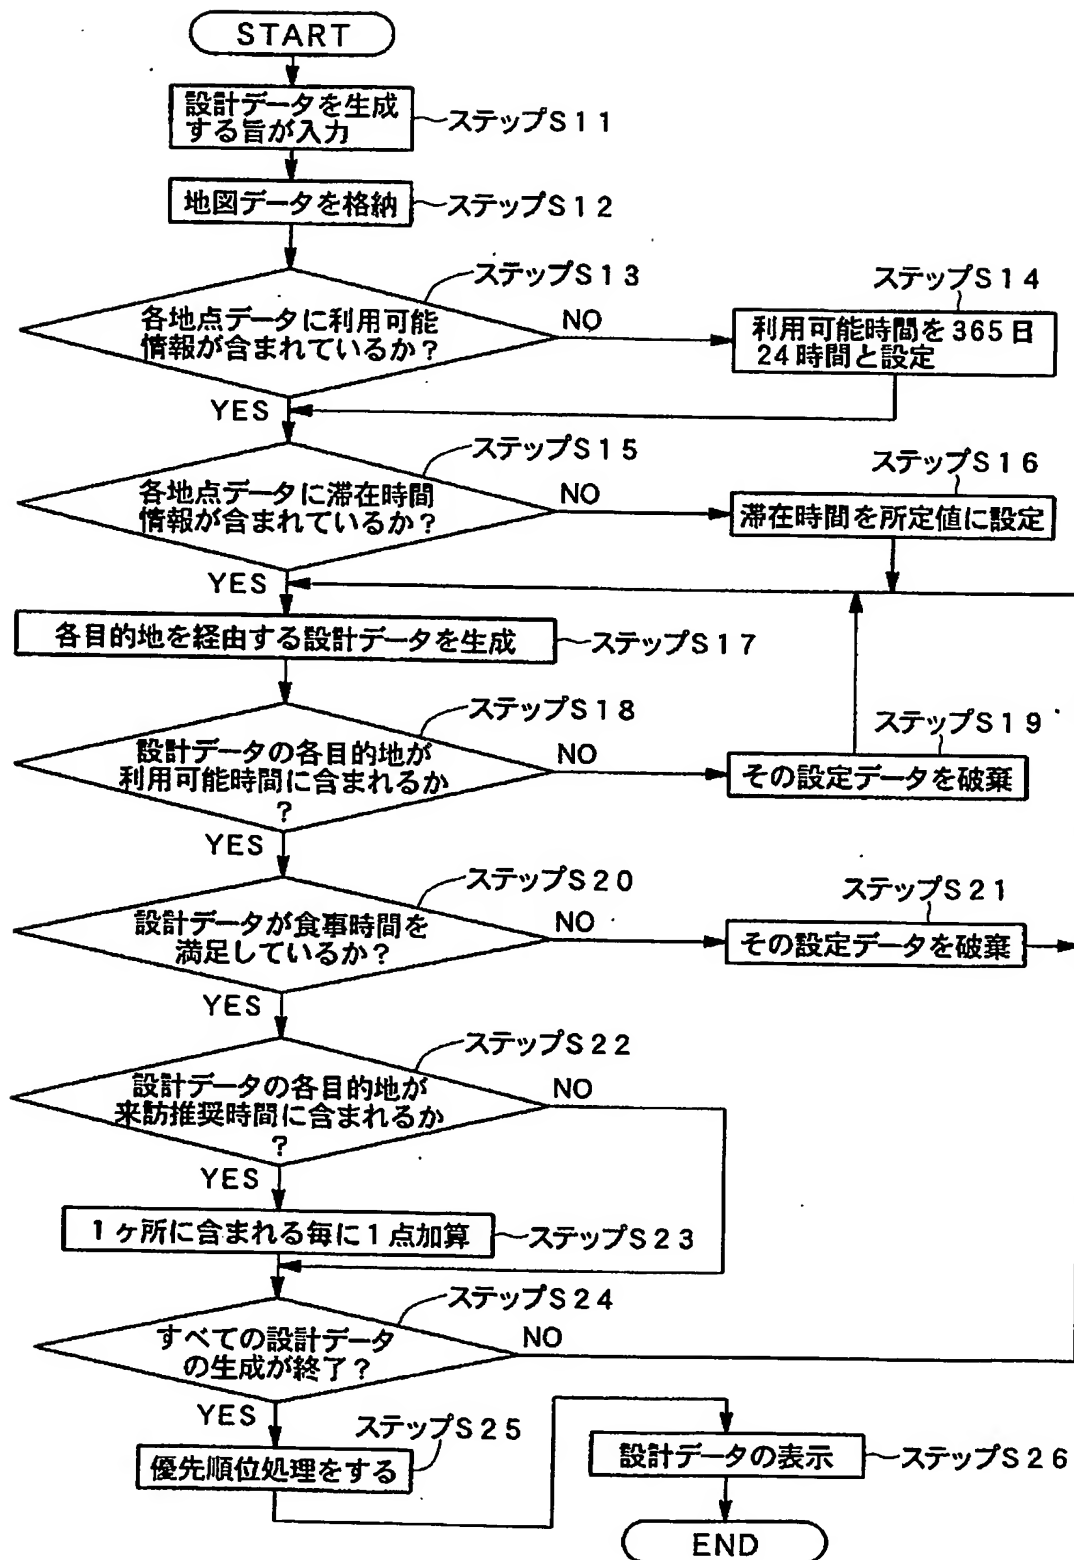 START
設計データを生成
する旨が入力
ステップS11
地図データを格納
ステップS12
ステップS13
各地点データに利用可能
情報が含まれているか？
NO
YES
ステップS14
利用可能時間を365日
24時間と設定
ステップS15
各地点データに滞在時間
情報が含まれているか？
NO
YES
ステップS16
滞在時間を所定値に設定
各目的地を経由する設計データを生成
ステップS17
ステップS18
設計データの各目的地が
利用可能時間に含まれるか
？
NO
YES
ステップS19
その設定データを破棄
ステップS20
設計データが食事時間を
満足しているか？
NO
YES
ステップS21
その設定データを破棄
ステップS22
設計データの各目的地が
来訪推奨時間に含まれるか
？
NO
YES
1ヶ所に含まれる毎に1点加算
ステップS23
ステップS24
すべての設計データ
の生成が終了？
NO
YES
ステップS25
優先順位処理をする
設計データの表示
ステップS26
END